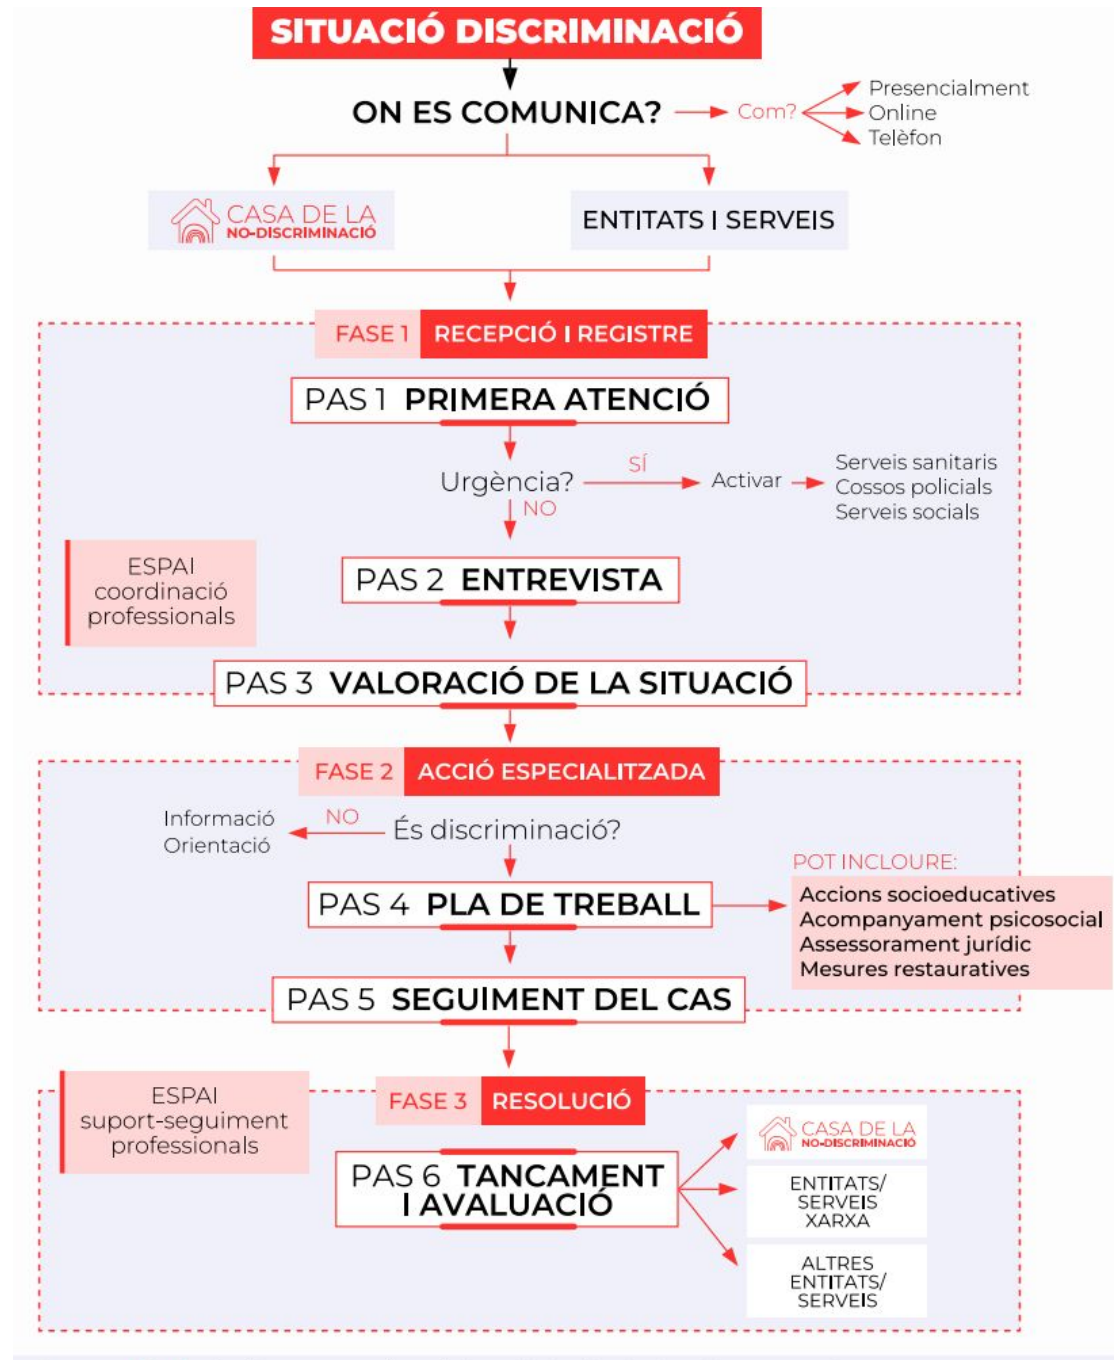 SITUACIÓ DISCRIMINACIÓ
ON ES COMUNICA?
Com?
Presencialment
Online
Telèfon
CASA DE LA
NO-DISCRIMINACIÓ
ENTITATS I SERVEIS
FASE 1 RECEPCIÓ I REGISTRE
PAS 1 PRIMERA ATENCIÓ
Urgència?
SÍ
Activar
Serveis sanitaris
Cossos policials
Serveis socials
NO
ESPAI
coordinació
professionals
PAS 2 ENTREVISTA
PAS 3 VALORACIÓ DE LA SITUACIÓ
FASE 2 ACCIÓ ESPECIALITZADA
És discriminació?
NO
Informació
Orientació
PAS 4 PLA DE TREBALL
POT INCLOURE:
Accions socioeducatives
Acompanyament psicosocial
Assessorament jurídic
Mesures restauratives
PAS 5 SEGUIMENT DEL CAS
FASE 3 RESOLUCIÓ
ESPAI
suport-seguiment
professionals
PAS 6 TANCAMENT
I AVALUACIÓ
CASA DE LA
NO-DISCRIMINACIÓ
ENTITATS/
SERVEIS
XARXA
ALTRES
ENTITATS/
SERVEIS